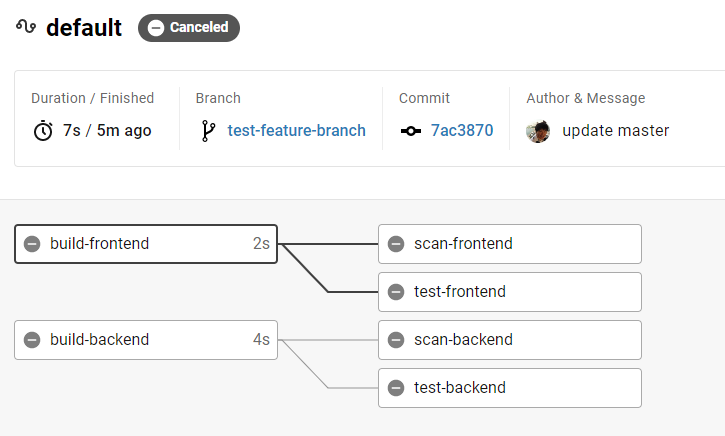 default Canceled
Duration / Finished Branch Commit Author & Message
7s / 5m ago test-feature-branch 7ac3870 update master
build-frontend 2s scan-frontend
test-frontend
build-backend 4s scan-backend
test-backend